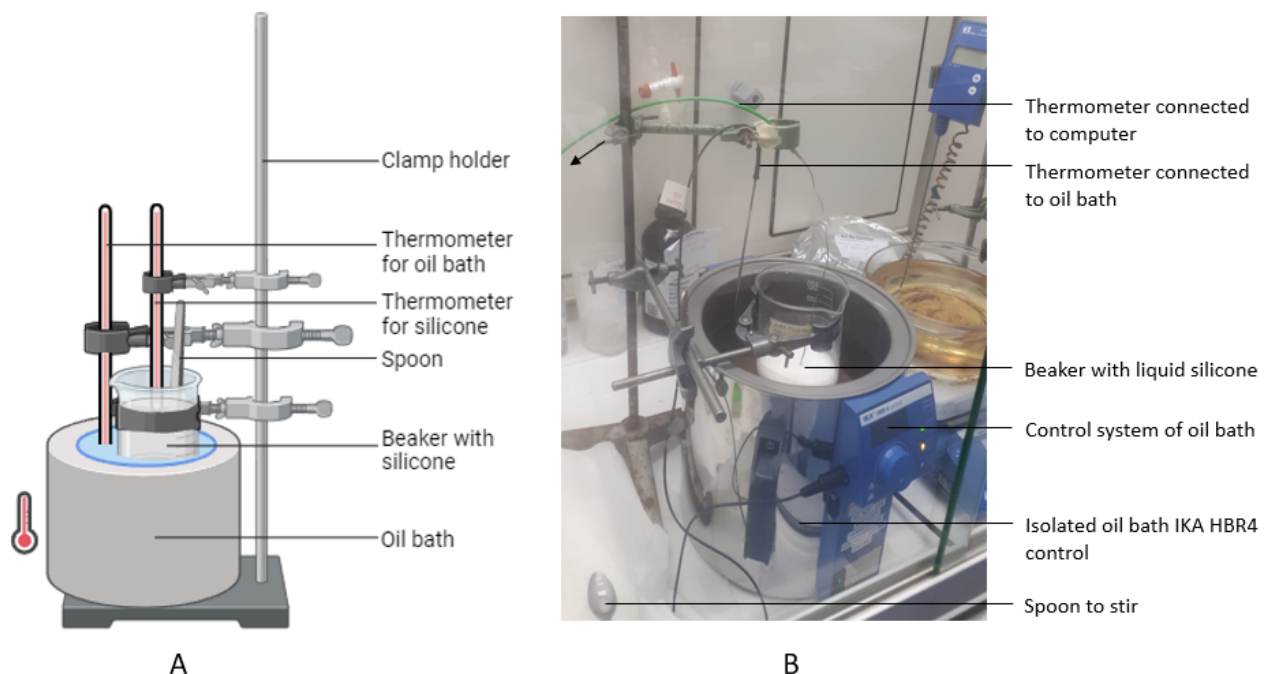 Clamp holder
Thermometer
for oil bath
Thermometer
for silicone
Spoon
Beaker with
silicone
Oil bath
A
Thermometer connected
to computer
Thermometer connected
to oil bath
Beaker with liquid silicone
Control system of oil bath
Isolated oil bath IKA HBR4
control
Spoon to stir
B